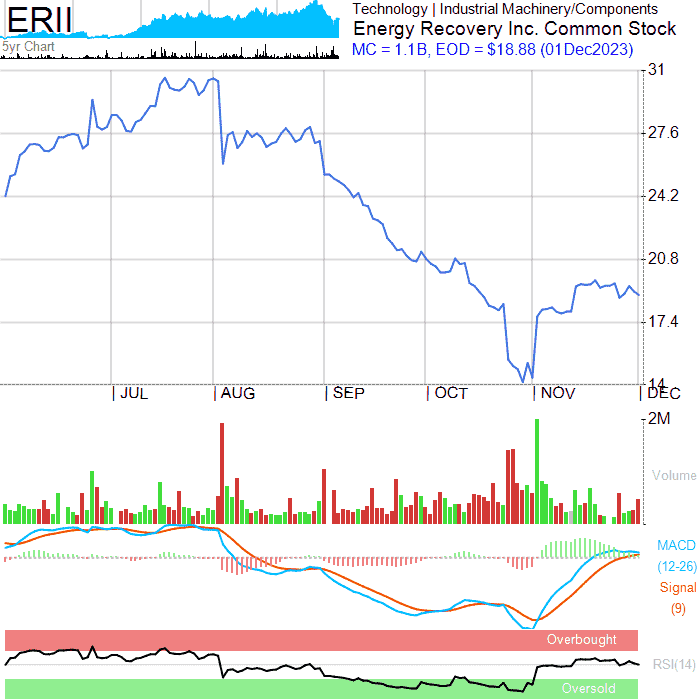 ERII
5yr Chart
Technology | Industrial Machinery/Components
Energy Recovery Inc. Common Stock
MC = 1.1B, EOD = $18.88 (01Dec2023)
31
27.6
24.2
20.8
17.4
14
JUL AUG SEP OCT NOV DEC
2M
Volume
MACD
(12-26)
Signal
(9)
Overbought
RSI(14)
Oversold